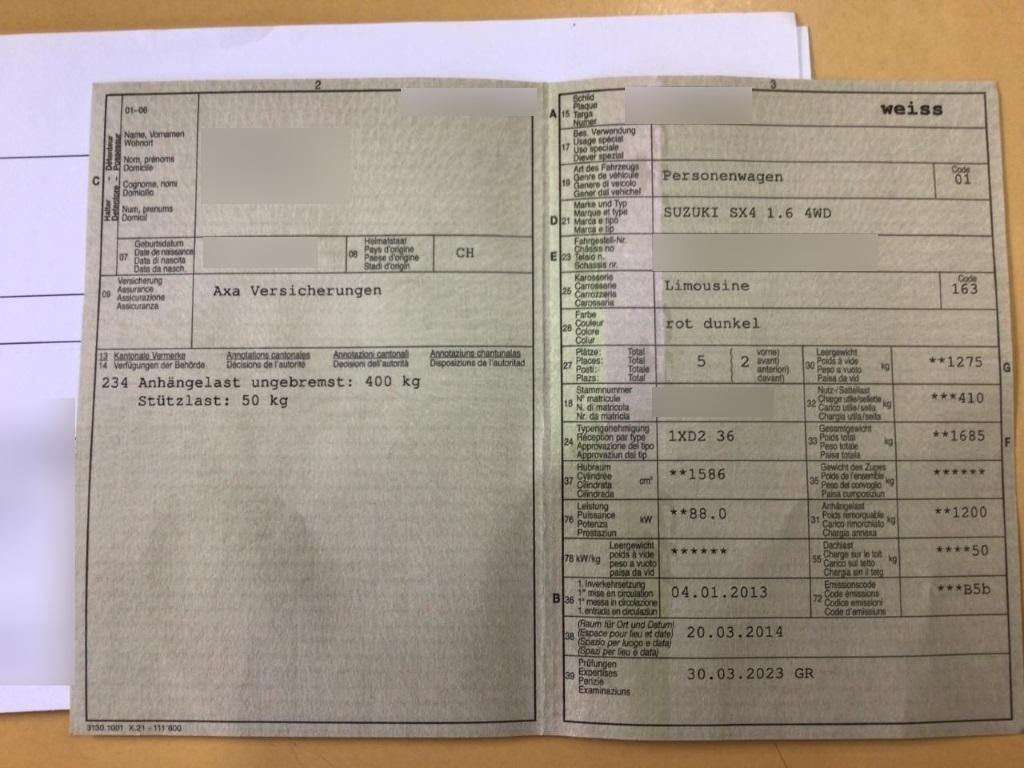 2
01-06
Halter - Détenteur
Detentore - Possessur
C
Name, Vornamen
Wohnort
Nom, prénoms
Domicile
Cognome, nomi
Domicilio
Num, prenums
Domicil
07
Geburtsdatum
Date de naissance
Data di nascita
Data da nasch.
08
Heimatstaat
Pays d'origine
Paese d'origine
Stadi d'origin
CH
09
Versicherung
Assurance
Assicurazione
Assicuranza
Axa Versicherungen
13 Kantonale Vermerke Annotations cantonales Annotazioni cantonali Annotaziuns chantunalas
14 Verfügungen der Behörde Décisions de l'autorité Decisioni dell'autorità Disposiziuns da l'autoritad
234 Anhängelast ungebremst: 400 kg
Stützlast: 50 kg
3130.1001 X.21 - 111'600
3
A 15
Schild
Plaque
Targa
Numer
weiss
17
Bes. Verwendung
Usage spécial
Uso speciale
Diever spezial
19
Art des Fahrzeugs
Genre de véhicule
Genere di veicolo
Gener dal vehichel
Personenwagen
Code
01
D 21
Marke und Typ
Marque et type
Marca e tipo
Marca e tip
SUZUKI SX4 1.6 4WD
E 23
Fahrgestell-Nr.
Châssis no
Telaio n.
Schassis nr.
25
Karosserie
Carrosserie
Carrozzeria
Carossaria
Limousine
Code
163
26
Farbe
Couleur
Colore
Colur
rot dunkel
27
Plätze: Total
Places: Total
Posti: Totale
Plazs: Total
5
2
vorne)
avant)
anteriori)
davant)
30
Leergewicht
Poids à vide
Peso a vuoto
Paisa da vid
kg
**1275
G
18
Stammnummer
N° matricule
N. di matricola
Nr. da matricla
32
Nutz-/Sattellast
Charge utile/sellette
Carico utile/sella
Chargia utila/sella
kg
***410
24
Typengenehmigung
Réception par type
Approvazione del tipo
Approvaziun dal tip
1XD2 36
33
Gesamtgewicht
Poids total
Peso totale
Paisa totala
kg
**1685
F
37
Hubraum
Cylindrée
Cilindrata
Cilindrada
cm³
**1586
35
Gewicht des Zuges
Poids de l'ensemble
Peso del convoglio
Paisa cumposiziun
kg
******
76
Leistung
Puissance
Potenza
Prestaziun
kW
**88.0
31
Anhängelast
Poids remorquable
Carico rimorchiato
Chargia annexa
kg
**1200
78 kW/kg
Leergewicht
poids à vide
peso a vuoto
paisa da vid
******
55
Dachlast
Charge sur le toit
Carico sul tetto
Chargia sin il tetg
kg
****50
B 36
1. Inverkehrsetzung
1re mise en circulation
1a messa in circolazione
1. entrada en circulaziun
04.01.2013
72
Emissionscode
Code émissions
Codice emissioni
Code d'emissiuns
***B5b
38
(Raum für Ort und Datum)
(Espace pour lieu et date)
(Spazio per luogo e data)
(Spazi per lieu e data)
20.03.2014
39
Prüfungen
Expertises
Perizie
Examinaziuns
30.03.2023 GR